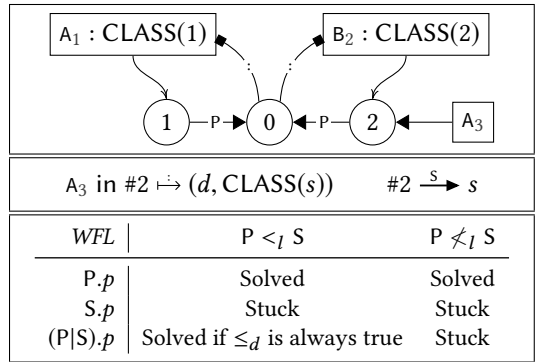 A₁ : CLASS(1) B₂ : CLASS(2)
: :
1 P 0 P 2 A₃
A₃ in #2 ⤇ (d, CLASS(s)) #2 S s
WFL P <ₗ S P ≮ₗ S
P.p Solved Solved
S.p Stuck Stuck
(P|S).p Solved if ≤d is always true Stuck